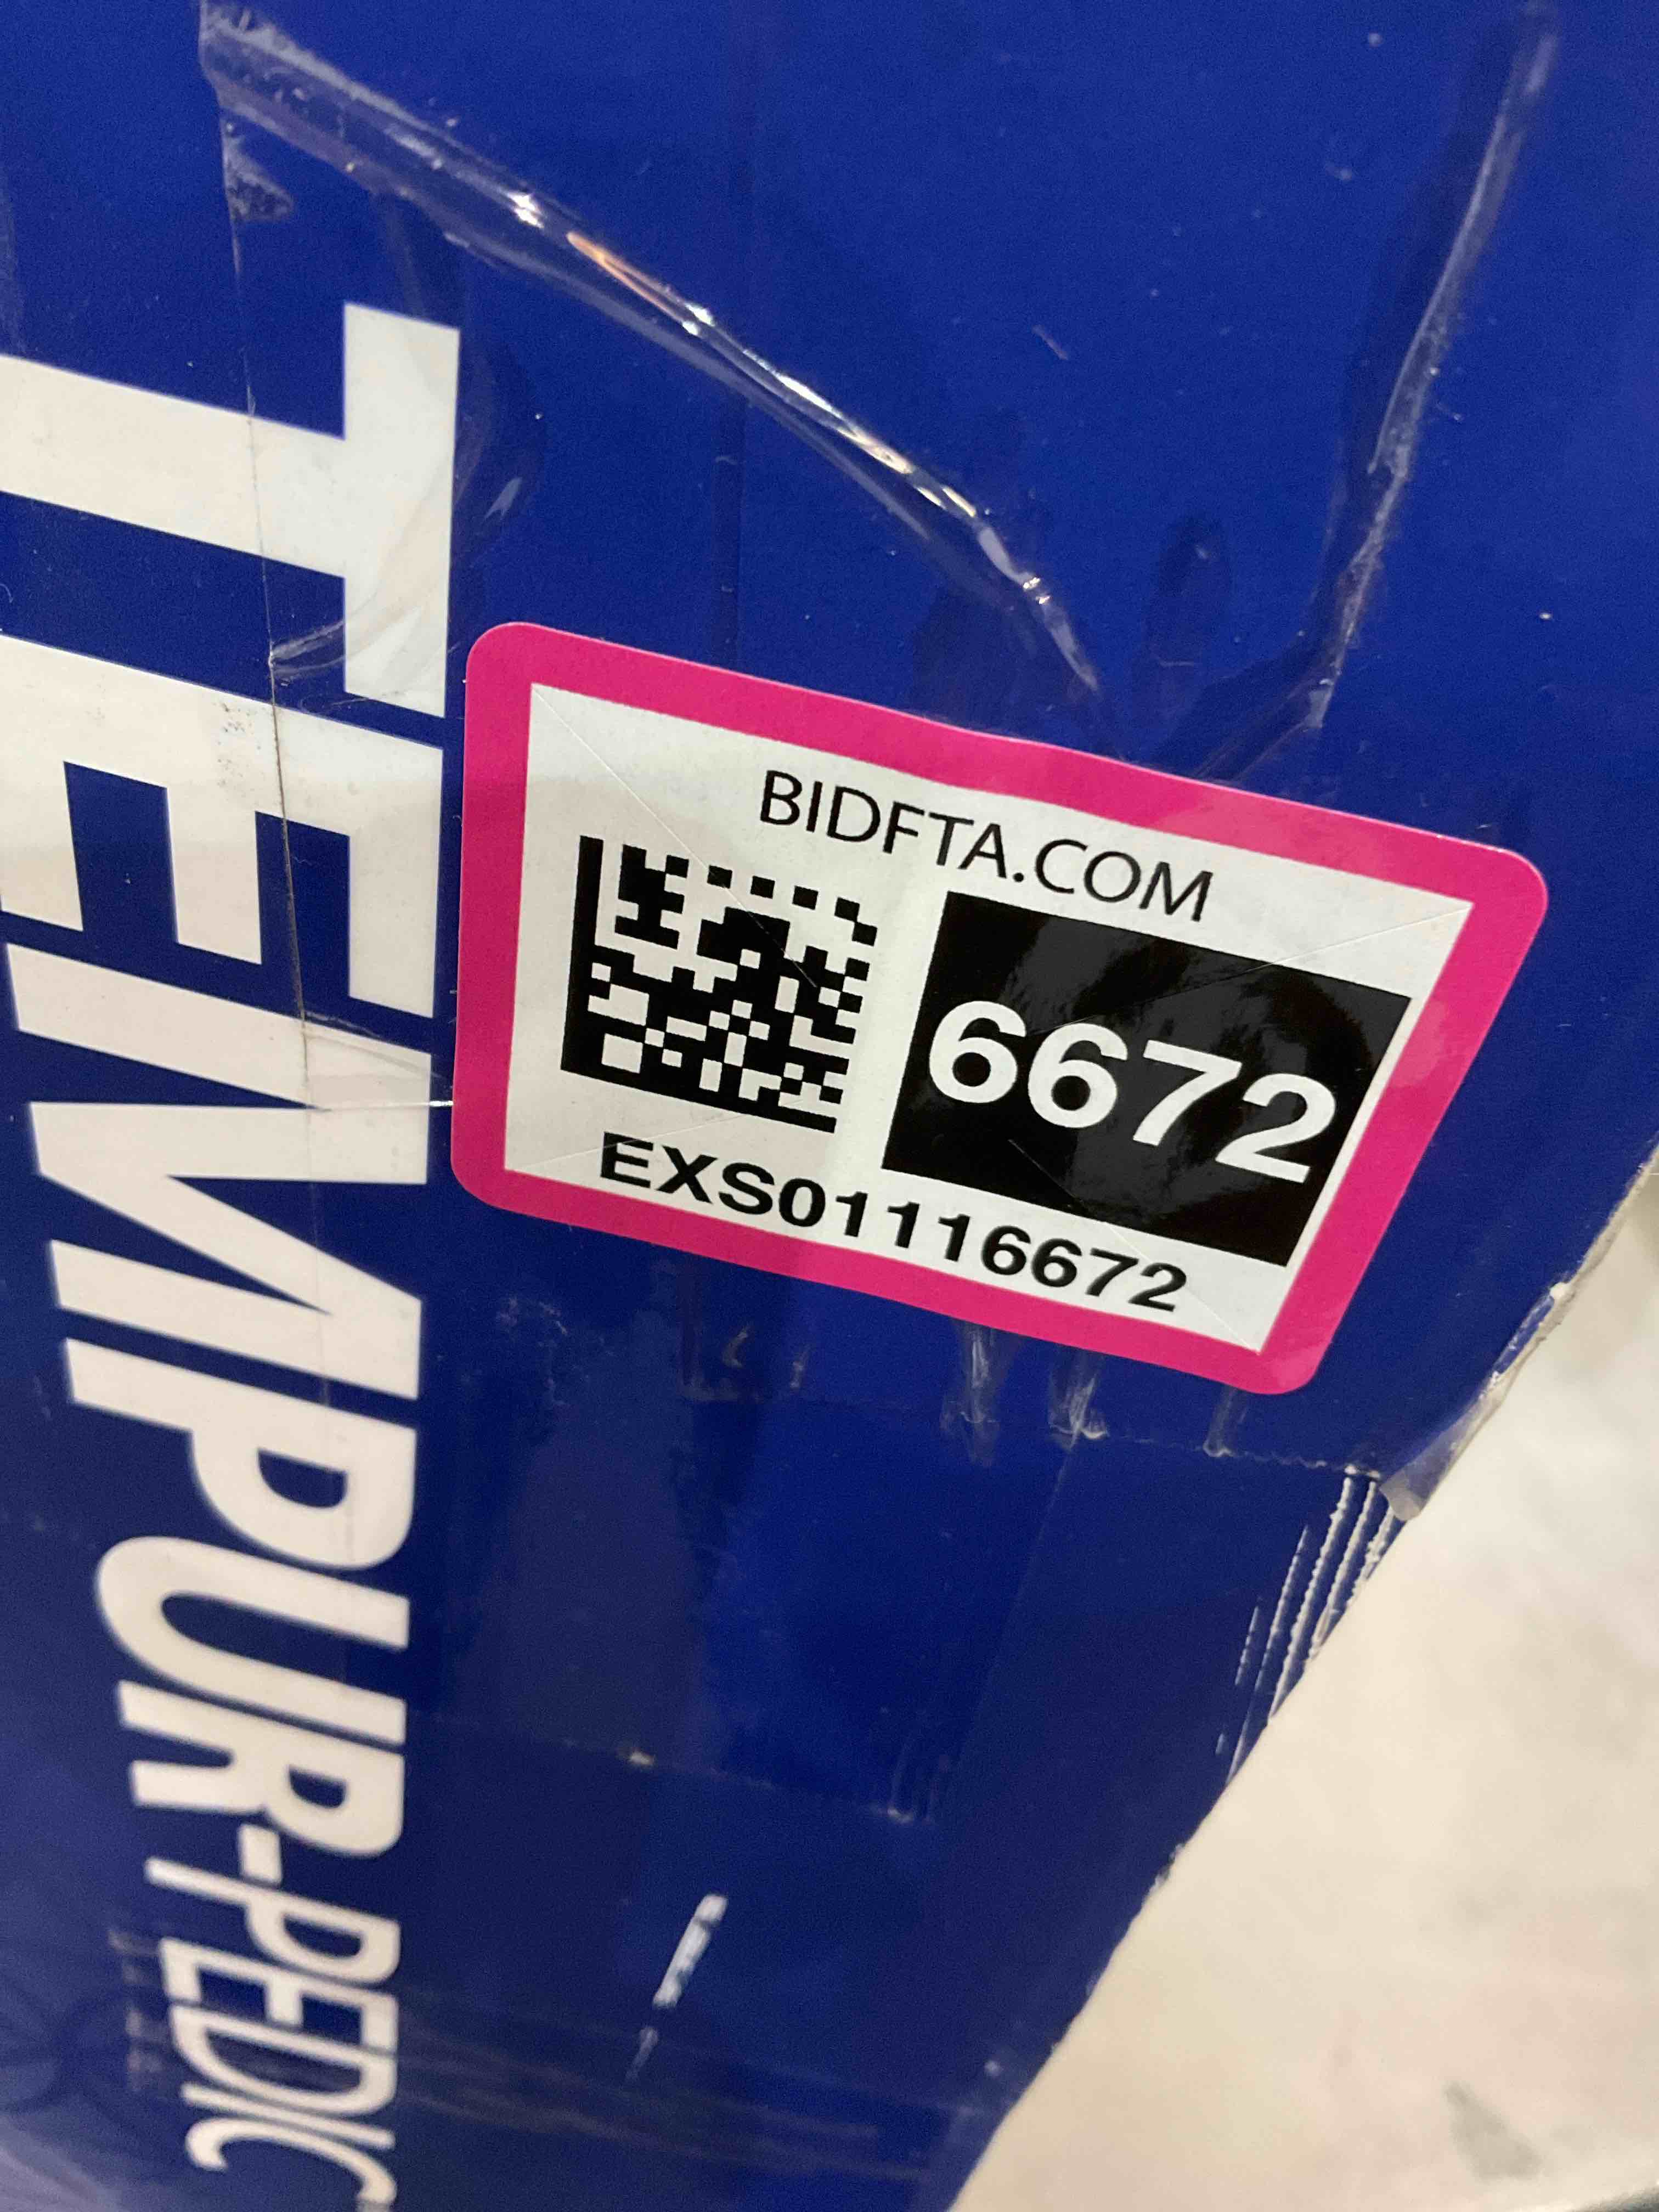 TEMPUR-PEDIC
BIDFTA.COM
6672
EXS01116672